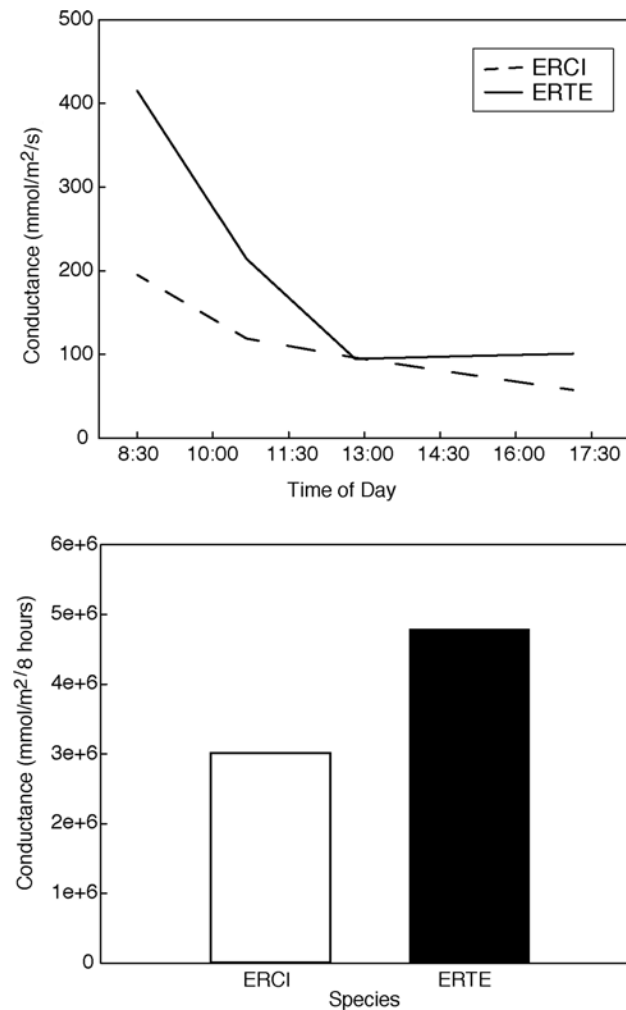 500
400
300
200
100
0
Conductance (mmol/m2/s)
ERCI
ERTE
8:30 10:00 11:30 13:00 14:30 16:00 17:30
Time of Day
6e+6
5e+6
4e+6
3e+6
2e+6
1e+6
0
Conductance (mmol/m2/8 hours)
ERCI ERTE
Species